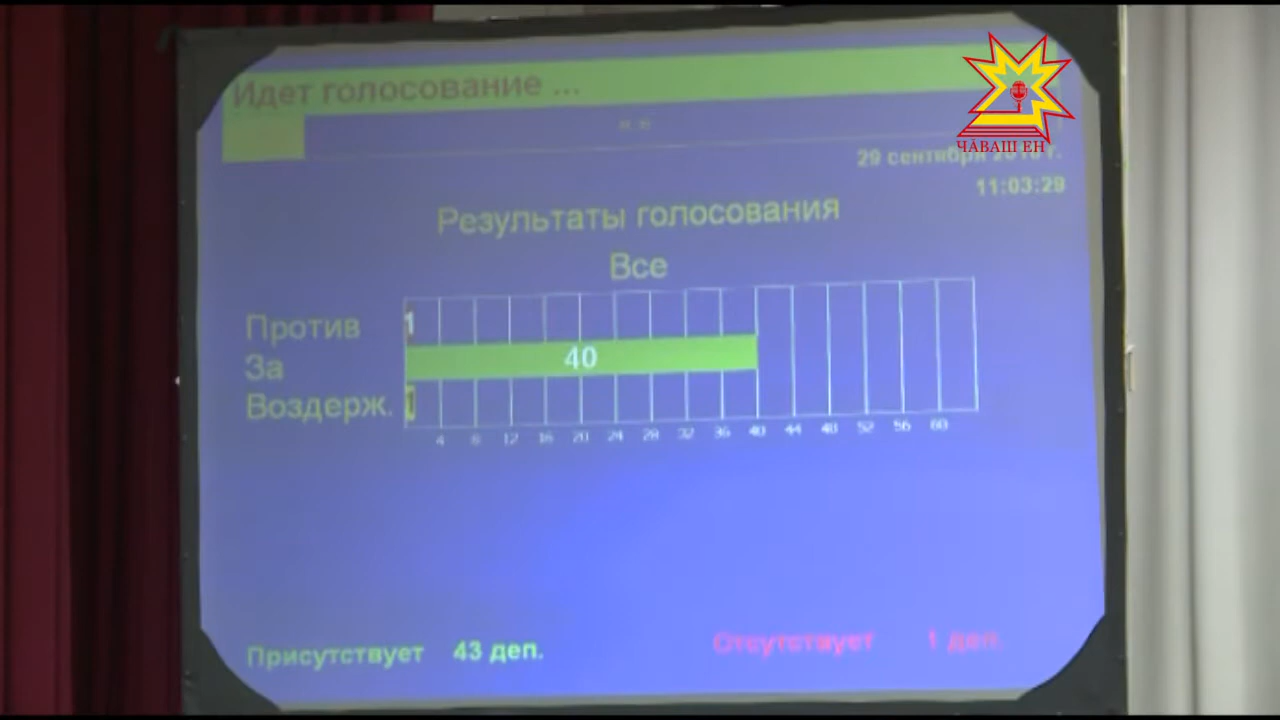 Идет голосование ...
ЧӐВАШ ЕН
29 сентября
11:03:29
Результаты голосования
Все
Против 1
За 40
Воздерж. 1
4 8 12 16 20 24 28 32 36 40 44 48 52 56 60
Присутствует 43 деп. Отсутствует 1 деп.